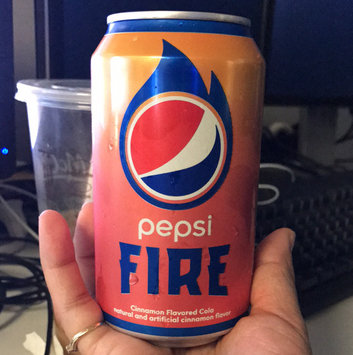 pepsi
FIRE
Cinnamon Flavored Cola
natural and artificial cinnamon flavor